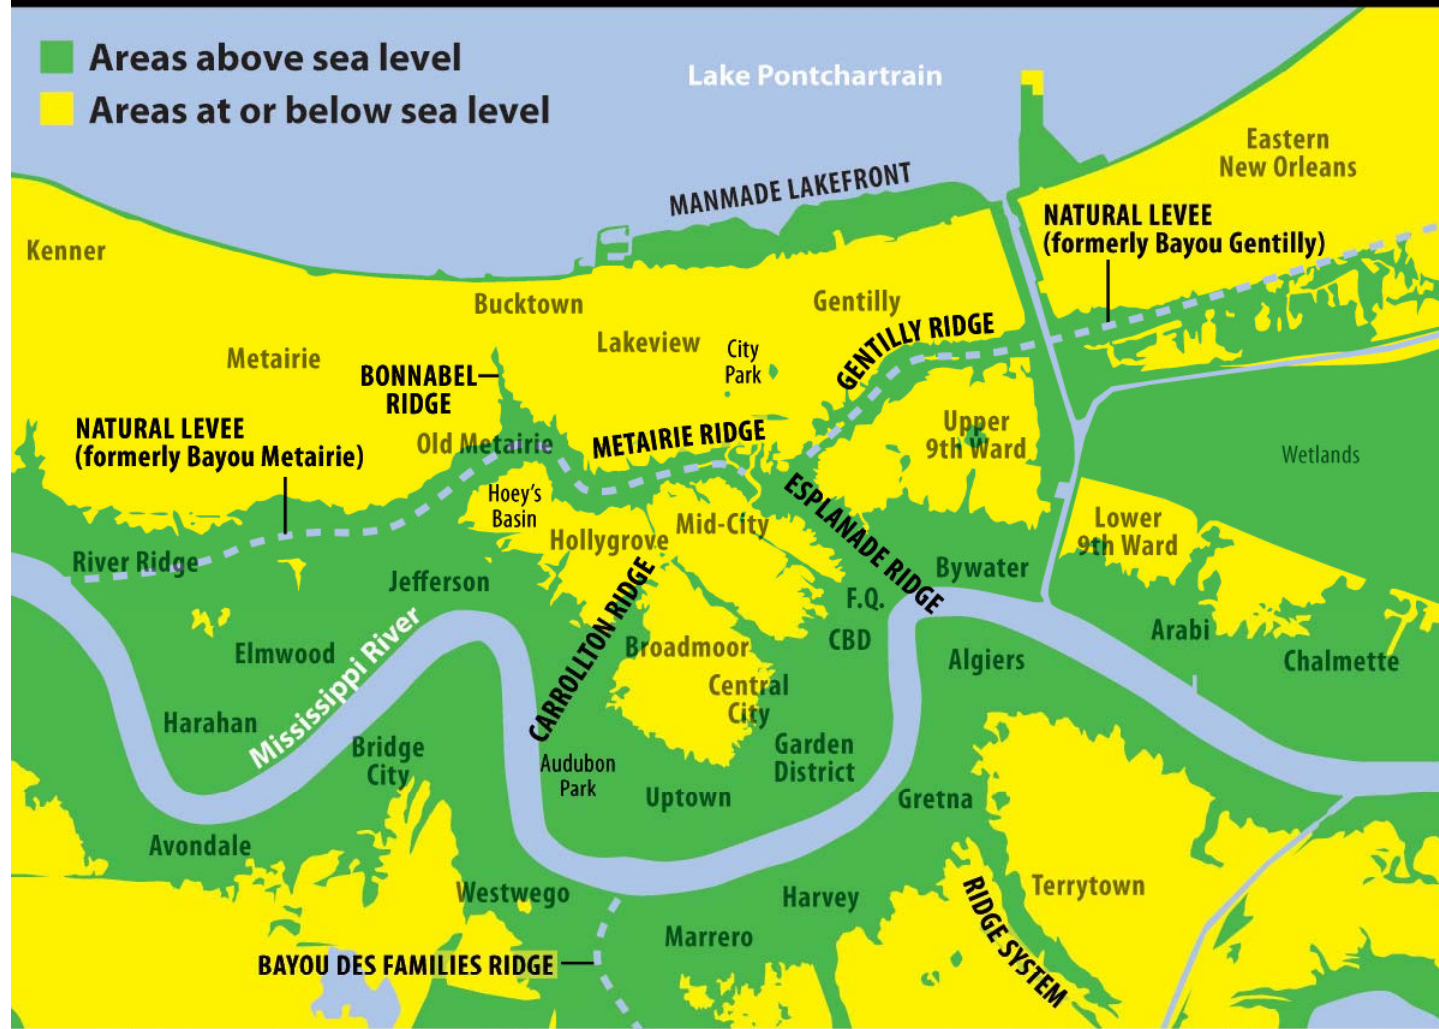 Areas above sea level
Areas at or below sea level
Lake Pontchartrain
Eastern
New Orleans
MANMADE LAKEFRONT
NATURAL LEVEE
(formerly Bayou Gentilly)
Kenner
Bucktown
Gentilly
Lakeview
GENTILLY RIDGE
City
Park
Metairie
BONNABEL
RIDGE
NATURAL LEVEE
(formerly Bayou Metairie)
Old Metairie
METAIRIE RIDGE
Upper
9th Ward
Wetlands
Hoey's
Basin
Mid-City
ESPLANADE RIDGE
Lower
9th Ward
Hollygrove
River Ridge
Jefferson
Bywater
F.Q.
CARROLLTON RIDGE
Mississippi River
Elmwood
Broadmoor
CBD
Algiers
Arabi
Chalmette
Central
City
Harahan
Bridge
City
Garden
District
Audubon
Park
Uptown
Gretna
Avondale
Westwego
Harvey
Terrytown
RIDGE SYSTEM
Marrero
BAYOU DES FAMILIES RIDGE